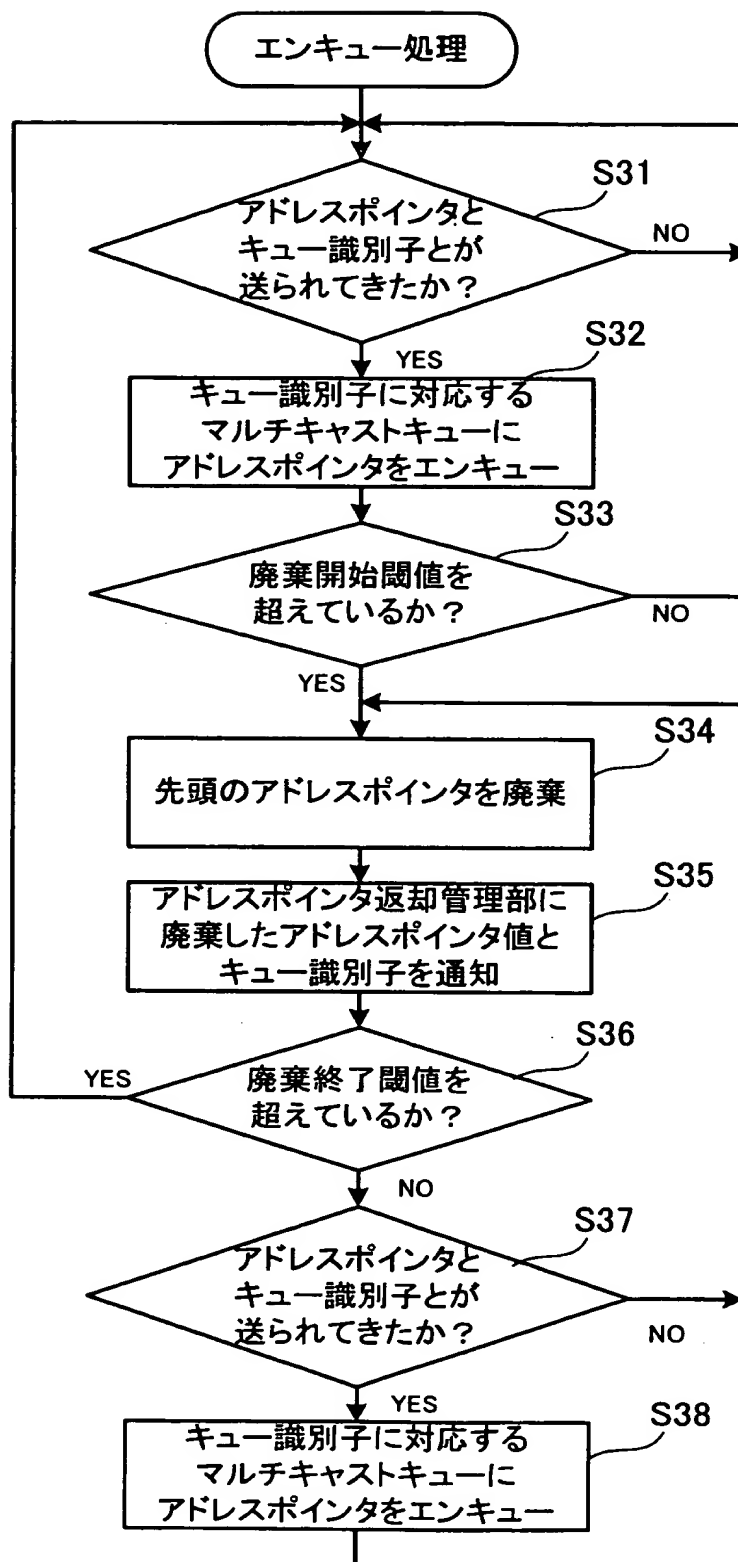 エンキュー処理
S31
アドレスポインタと
キュー識別子とが
送られてきたか？
NO
YES
S32
キュー識別子に対応する
マルチキャストキューに
アドレスポインタをエンキュー
S33
廃棄開始閾値を
超えているか？
NO
YES
S34
先頭のアドレスポインタを廃棄
S35
アドレスポインタ返却管理部に
廃棄したアドレスポインタ値と
キュー識別子を通知
S36
YES
廃棄終了閾値を
超えているか？
NO
S37
アドレスポインタと
キュー識別子とが
送られてきたか？
NO
YES
S38
キュー識別子に対応する
マルチキャストキューに
アドレスポインタをエンキュー